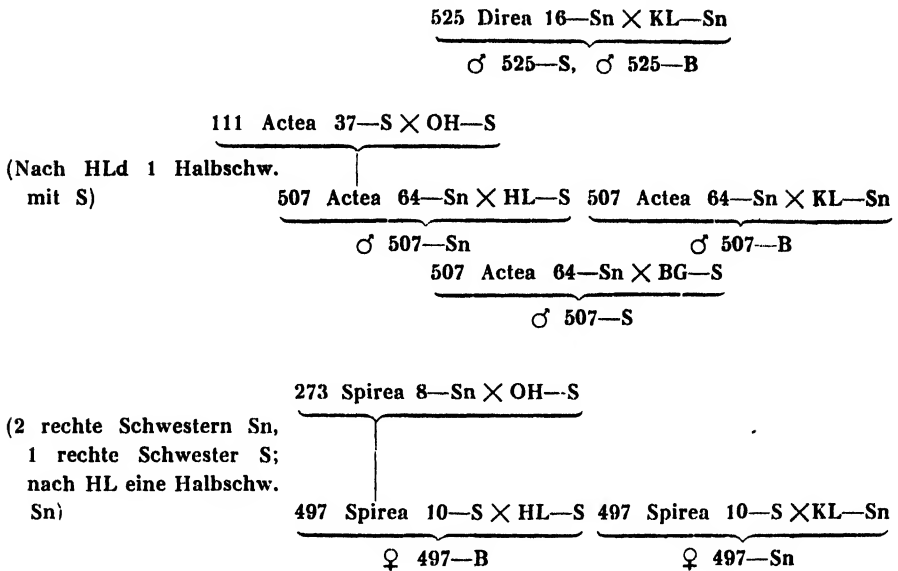 525 Direa 16—Sn × KL—Sn
♂ 525—S, ♂ 525—B
111 Actea 37—S × OH—S
(Nach HLd 1 Halbschw.
mit S)
507 Actea 64—Sn × HL—S 507 Actea 64—Sn × KL—Sn
♂ 507—Sn ♂ 507—B
507 Actea 64—Sn × BG—S
♂ 507—S
273 Spirea 8—Sn × OH—S
(2 rechte Schwestern Sn,
1 rechte Schwester S;
nach HL eine Halbschw.
Sn)
497 Spirea 10—S × HL—S 497 Spirea 10—S × KL—Sn
♀ 497—B ♀ 497—Sn